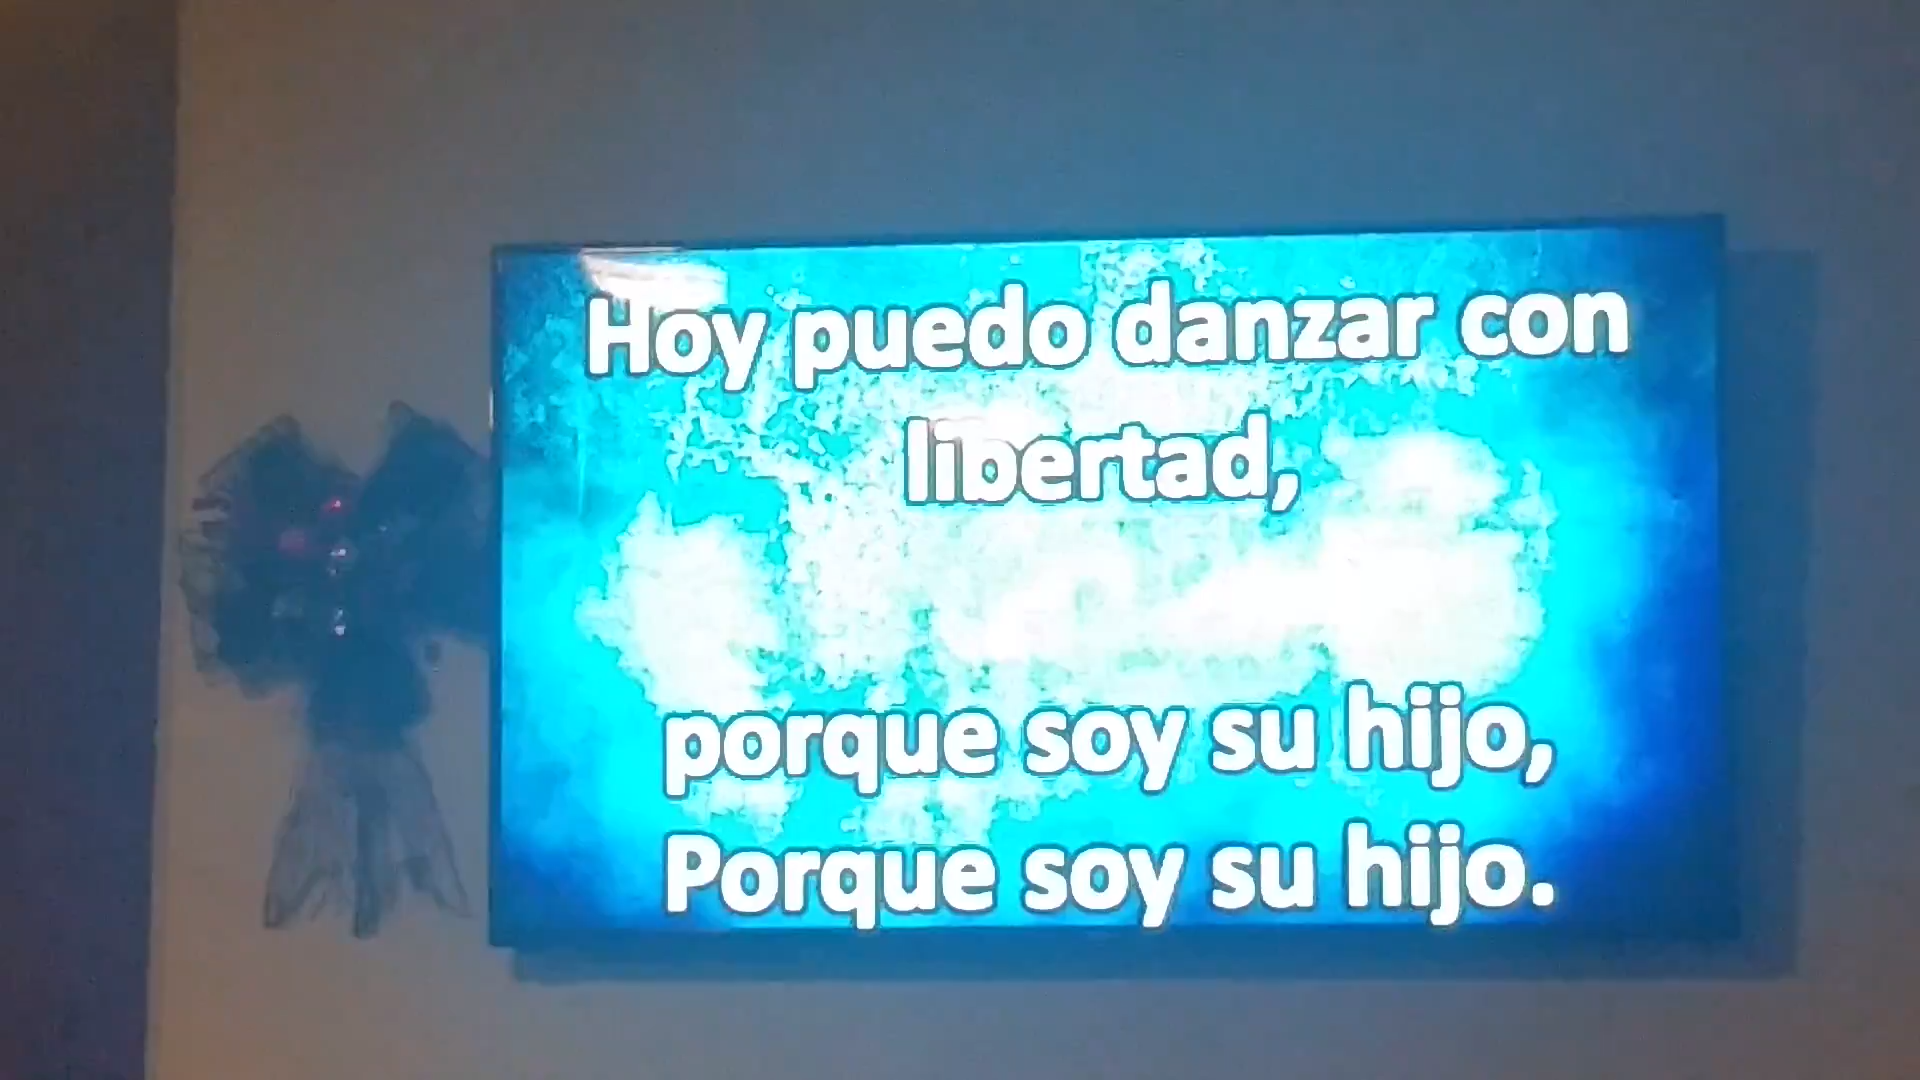 Hoy puedo danzar con
libertad,
porque soy su hijo,
Porque soy su hijo.